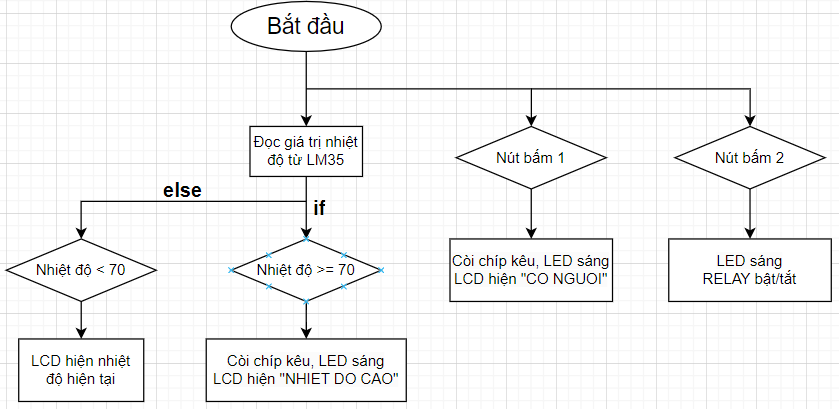 Bắt đầu
Đọc giá trị nhiệt
độ từ LM35
Nút bấm 1
Nút bấm 2
else
if
Nhiệt độ < 70
Nhiệt độ >= 70
Còi chíp kêu, LED sáng
LCD hiện "CO NGUOI"
LED sáng
RELAY bật/tắt
LCD hiện nhiệt
độ hiện tại
Còi chíp kêu, LED sáng
LCD hiện "NHIET DO CAO"